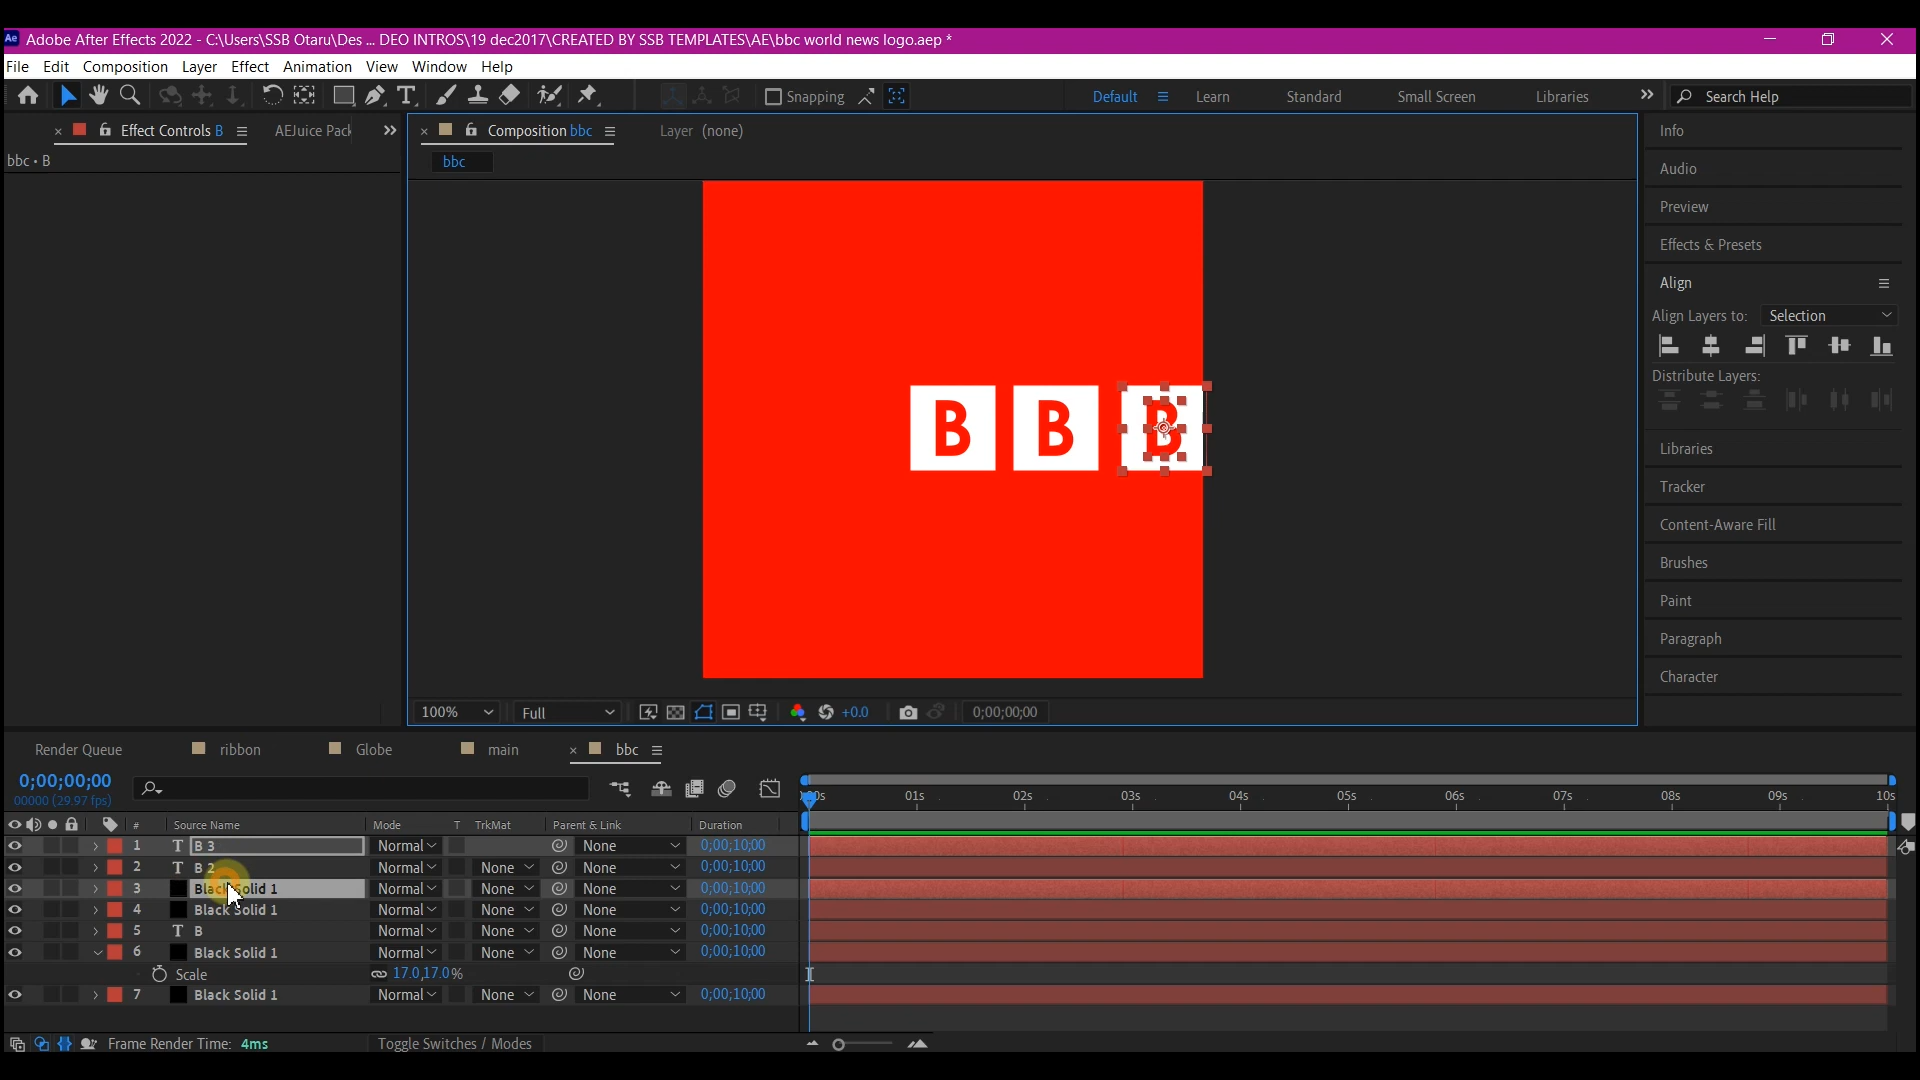 Ae Adobe After Effects 2022 - C:\Users\SSB Otaru\Des ... DEO INTROS\19 dec2017\CREATED BY SSB TEMPLATES\AE\bbc world news logo.aep *
File Edit Composition Layer Effect Animation View Window Help
T Snapping Default Learn Standard Small Screen Libraries Search Help
Effect Controls B AEJuice Pack Composition bbc Layer (none) Info
bbc • B bbc
Audio
Preview
Effects & Presets
Align
Align Layers to: Selection
Distribute Layers:
B B B
Libraries
Tracker
Content-Aware Fill
Brushes
Paint
Paragraph
Character
100% Full +0.0 0;00;00;00
Render Queue ribbon Globe main bbc
0;00;00;00
00000 (29.97 fps)
01s 02s 03s 04s 05s 06s 07s 08s 09s 10s
# Source Name Mode T TrkMat Parent & Link Duration
1 T B 3 Normal None 0;00;10;00
2 T B 2 Normal None None 0;00;10;00
3 Black Solid 1 Normal None None 0;00;10;00
4 Black Solid 1 Normal None None 0;00;10;00
5 T B Normal None None 0;00;10;00
6 Black Solid 1 Normal None None 0;00;10;00
Scale 17.0,17.0%
7 Black Solid 1 Normal None None 0;00;10;00
Frame Render Time: 4ms Toggle Switches / Modes